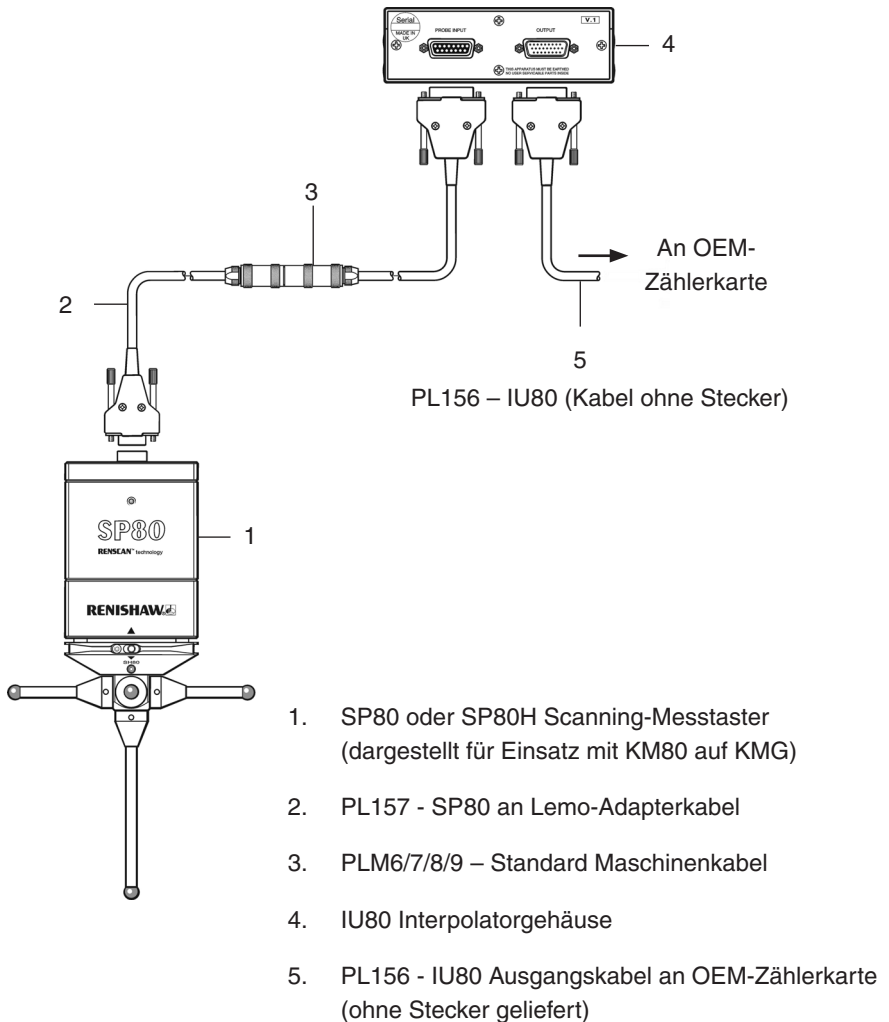 Serial
MADE IN
UK
PROBE INPUT
OUTPUT
V.1
THIS APPARATUS MUST BE EARTHED
NO USER SERVICEABLE PARTS INSIDE
4
3
An OEM-
Zählerkarte
2
5
PL156 – IU80 (Kabel ohne Stecker)
SP80
RENSCAN™ technology
1
RENISHAW
SH80
1. SP80 oder SP80H Scanning-Messtaster
(dargestellt für Einsatz mit KM80 auf KMG)
2. PL157 - SP80 an Lemo-Adapterkabel
3. PLM6/7/8/9 – Standard Maschinenkabel
4. IU80 Interpolatorgehäuse
5. PL156 - IU80 Ausgangskabel an OEM-Zählerkarte
(ohne Stecker geliefert)